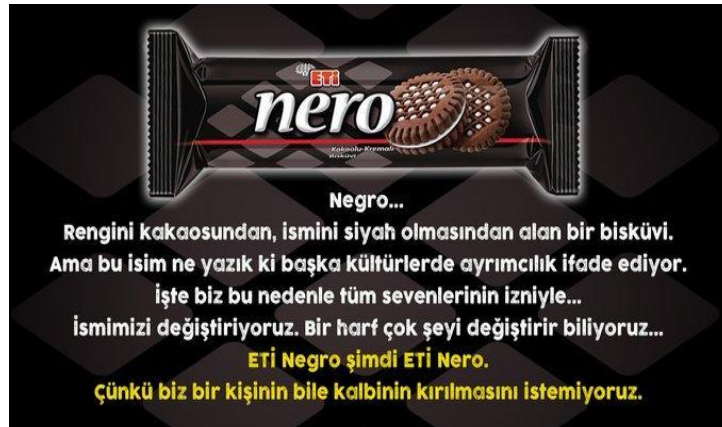 ETİ
nero
Kakaolu-Kremalı
Bisküvi
Negro...
Rengini kakaosundan, ismini siyah olmasından alan bir bisküvi.
Ama bu isim ne yazık ki başka kültürlerde ayrımcılık ifade ediyor.
İşte biz bu nedenle tüm sevenlerinin izniyle...
İsmimizi değiştiriyoruz. Bir harf çok şeyi değiştirir biliyoruz...
ETİ Negro şimdi ETİ Nero.
Çünkü biz bir kişinin bile kalbinin kırılmasını istemiyoruz.